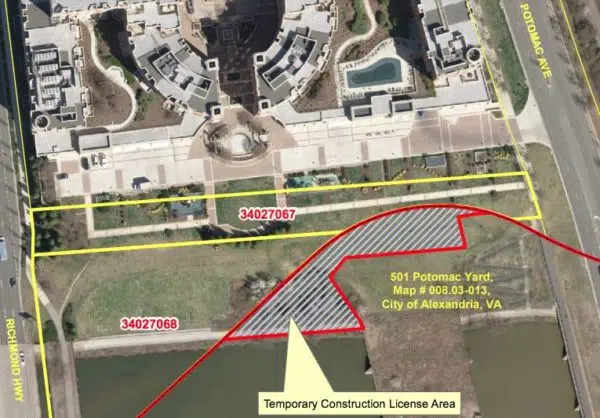 POTOMAC AVE
34027067
501 Potomac Yard,
Map # 008.03-013,
City of Alexandria, VA
34027068
RICHMOND HWY
Temporary Construction License Area